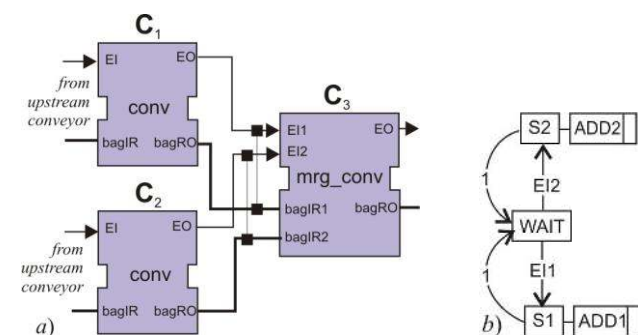 C1
EI
EO
from
upstream
conveyor
conv
bagIR
bagRO
C2
EI
EO
from
upstream
conveyor
conv
bagIR
bagRO
a)
C3
EI1
EO
EI2
mrg_conv
bagIR1
bagRO
bagIR2
S2
ADD2
1
EI2
WAIT
1
EI1
S1
ADD1
b)